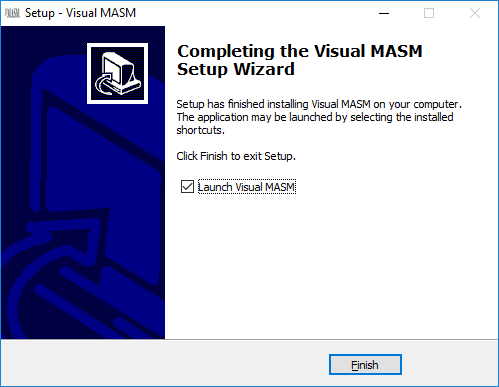 Setup - Visual MASM
Completing the Visual MASM
Setup Wizard
Setup has finished installing Visual MASM on your computer.
The application may be launched by selecting the installed
shortcuts.
Click Finish to exit Setup.
Launch Visual MASM
Finish